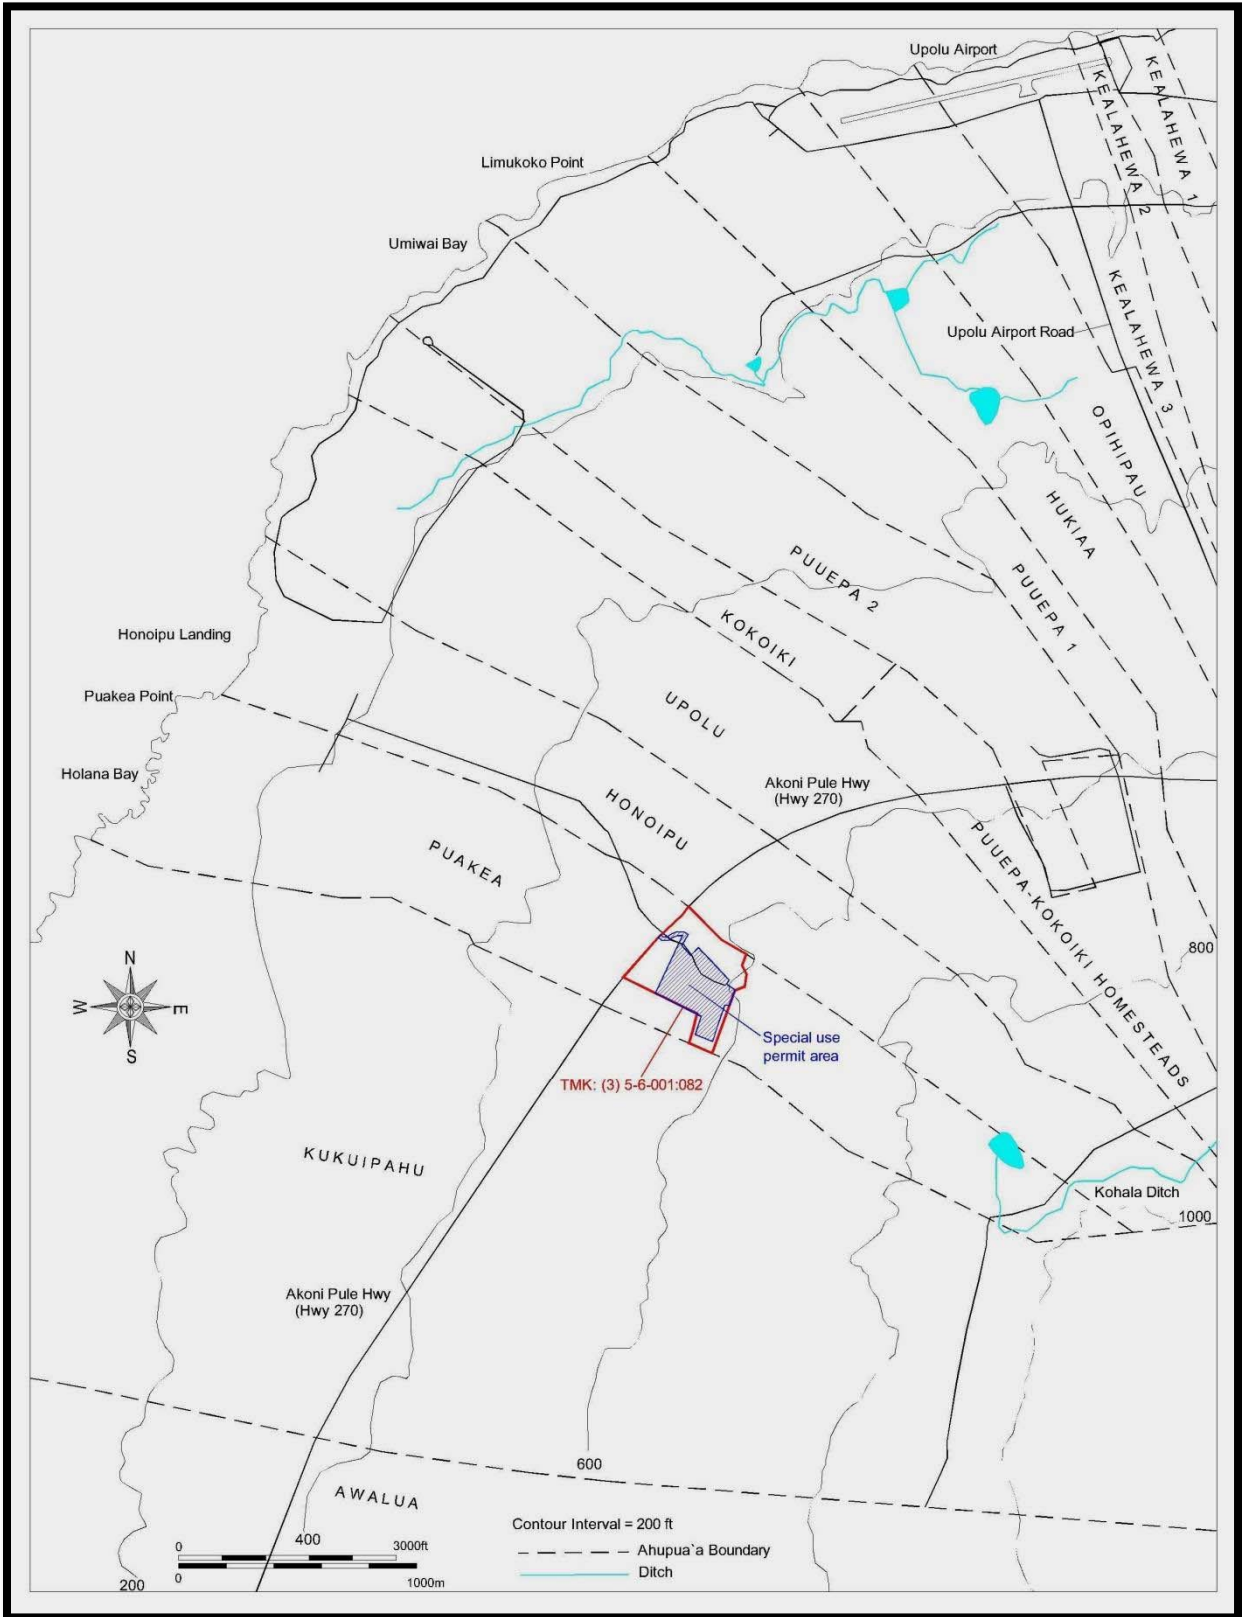 Upolu Airport
KEALAHEWA 1
KEALAHEWA 2
Limukoko Point
Umiwai Bay
KEALAHEWA 3
Upolu Airport Road
OPIHIPAU
HUKIAA
PUUEPA 2
PUUEPA 1
KOKOIKI
Honoipu Landing
UPOLU
Puakea Point
Holana Bay
Akoni Pule Hwy
(Hwy 270)
HONOIPU
PUAKEA
PUUEPA-KOKOIKI HOMESTEADS
800
N
W
E
S
Special use
permit area
TMK: (3) 5-6-001:082
KUKUIPAHU
Kohala Ditch
1000
Akoni Pule Hwy
(Hwy 270)
600
AWALUA
Contour Interval = 200 ft
Ahupua`a Boundary
Ditch
400
0
3000ft
0
1000m
200